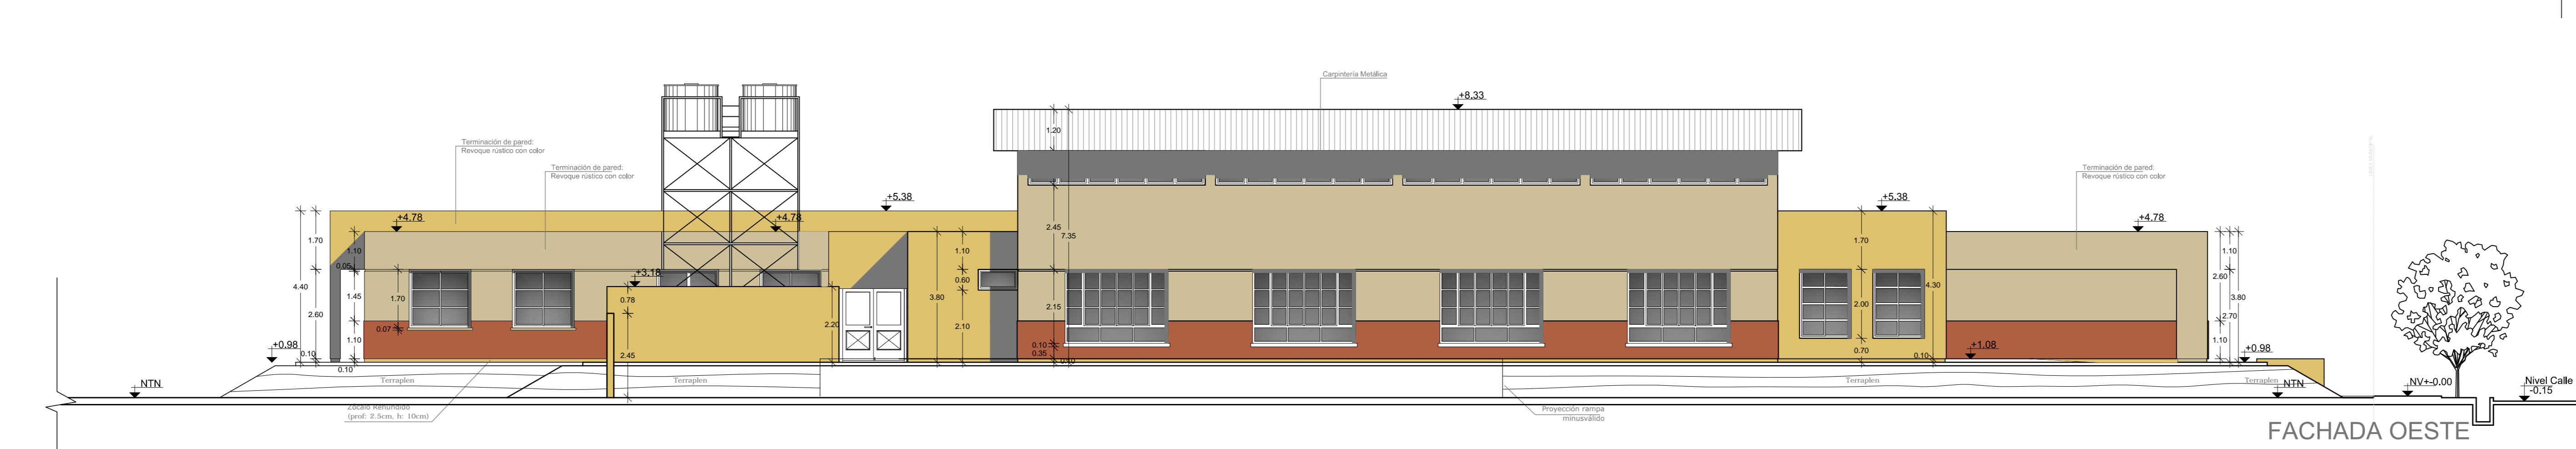 Carpintería Metálica
+8.33
1.20
Terminación de pared:
Revoque rústico con color
Terminación de pared:
Revoque rústico con color
Terminación de pared:
Revoque rústico con color
+5.38
+5.38
+4.78
+4.78
+4.78
2.45
7.35
1.70
1.10
0.05
4.40
2.60
1.45
1.70
0.07
1.10
0.10
0.10
+0.98
+3.18
0.78
2.45
2.20
3.80
1.10
0.60
2.10
2.15
0.10
0.35
0.10
1.70
2.00
0.70
4.30
0.10
+1.08
1.10
2.60
3.80
2.70
1.10
+0.98
NTN
Terraplen
Terraplen
Terraplen
Terraplen
NTN
NV+-0.00
Nivel Calle
-0.15
Zócalo Rehundido
(prof: 2.5cm, h: 10cm)
Proyección rampa
minusválido
FACHADA OESTE